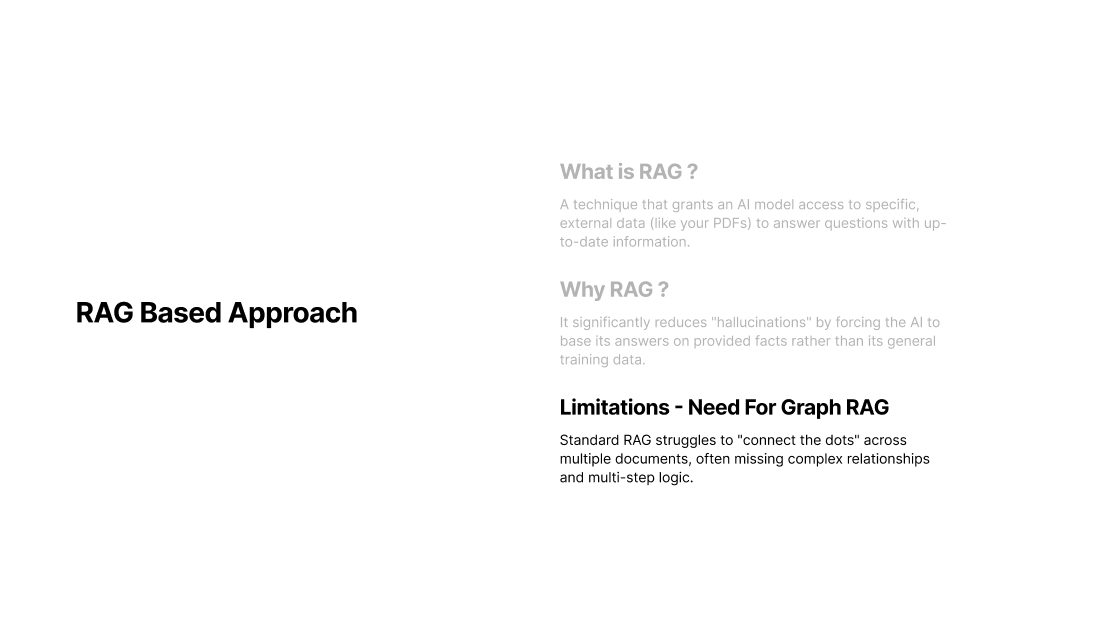 RAG Based Approach
What is RAG ?
A technique that grants an AI model access to specific,
external data (like your PDFs) to answer questions with up-
to-date information.
Why RAG ?
It significantly reduces "hallucinations" by forcing the AI to
base its answers on provided facts rather than its general
training data.
Limitations - Need For Graph RAG
Standard RAG struggles to "connect the dots" across
multiple documents, often missing complex relationships
and multi-step logic.